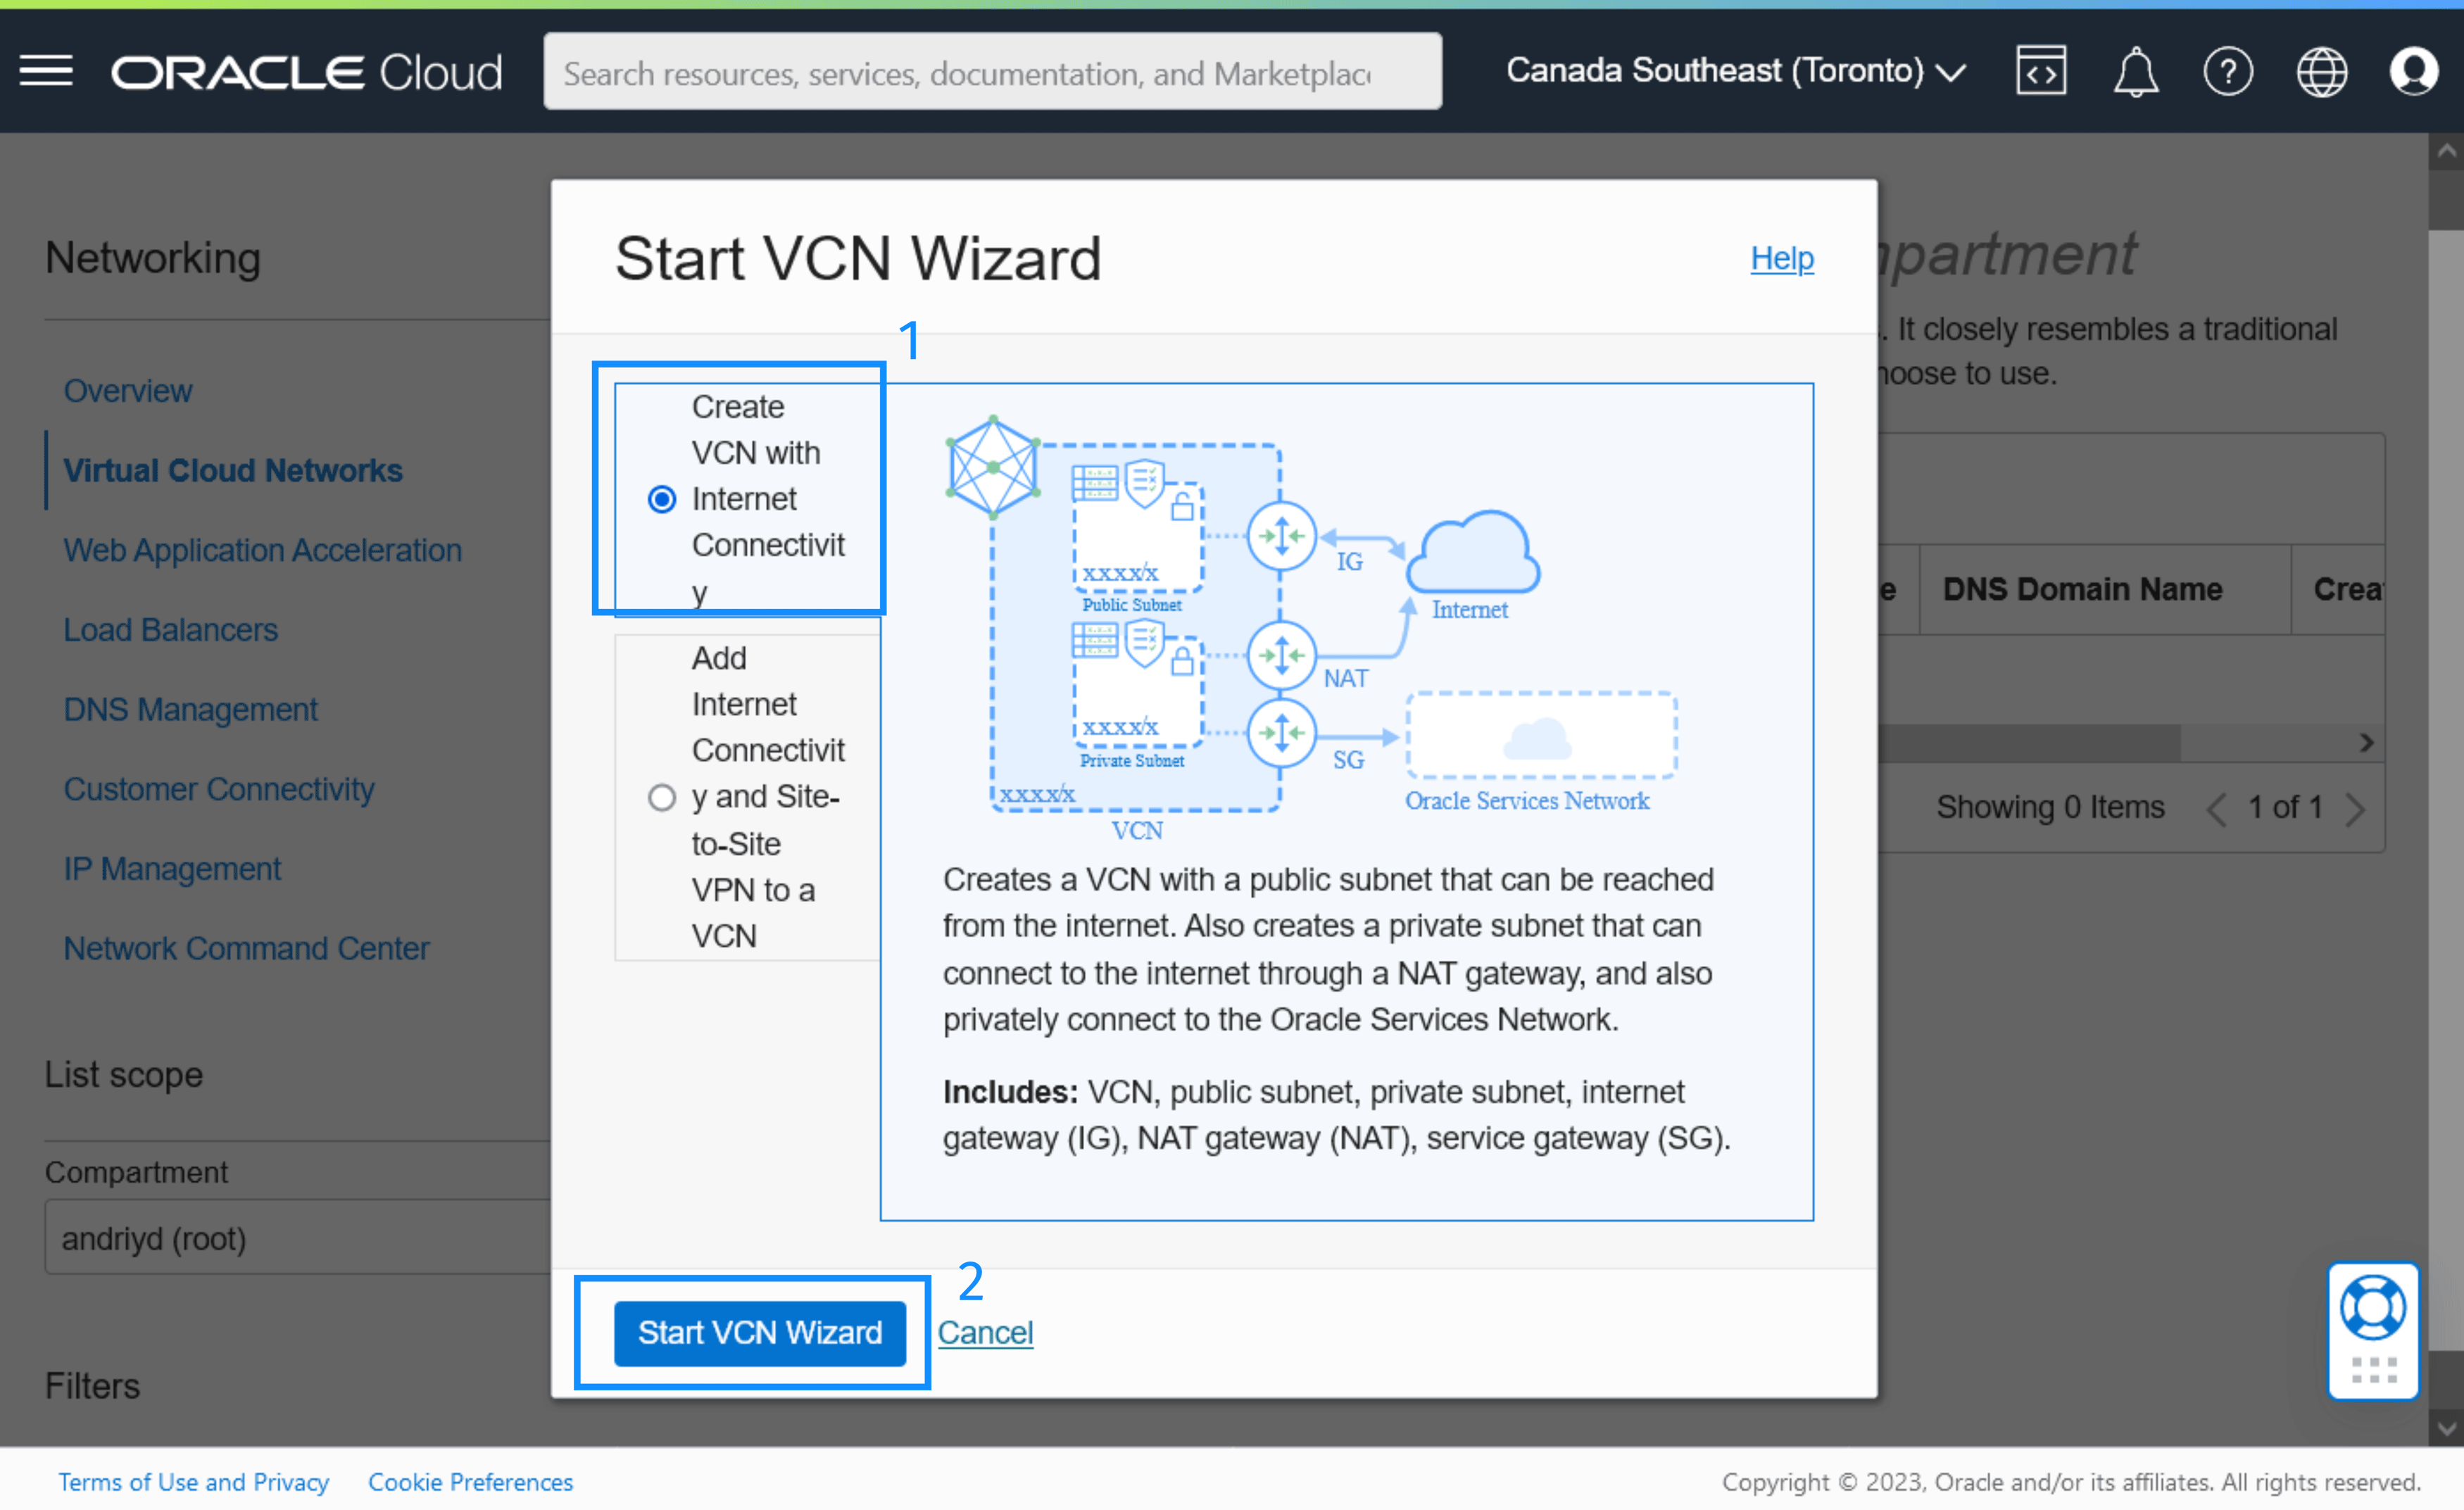 ORACLE Cloud
Search resources, services, documentation, and Marketplac
Canada Southeast (Toronto)
Networking
Overview
Virtual Cloud Networks
Web Application Acceleration
Load Balancers
DNS Management
Customer Connectivity
IP Management
Network Command Center
List scope
Compartment
andriyd (root)
Filters
Start VCN Wizard
Help
1
Create
VCN with
Internet
Connectivit
y
Add
Internet
Connectivit
y and Site-
to-Site
VPN to a
VCN
xxxx/x
Public Subnet
IG
Internet
xxxx/x
Private Subnet
NAT
SG
xxxx/x
VCN
Oracle Services Network
Creates a VCN with a public subnet that can be reached
from the internet. Also creates a private subnet that can
connect to the internet through a NAT gateway, and also
privately connect to the Oracle Services Network.
Includes: VCN, public subnet, private subnet, internet
gateway (IG), NAT gateway (NAT), service gateway (SG).
2
Start VCN Wizard
Cancel
partment
. It closely resembles a traditional
hoose to use.
e
DNS Domain Name
Crea
Showing 0 Items
1 of 1
Terms of Use and Privacy
Cookie Preferences
Copyright © 2023, Oracle and/or its affiliates. All rights reserved.